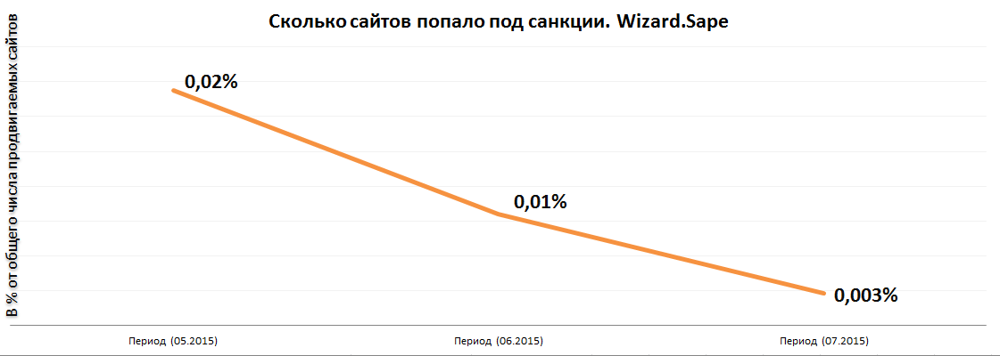 Сколько сайтов попало под санкции. Wizard.Sape
В % от общего числа продвигаемых сайтов
0,02%
0,01%
0,003%
Период (05.2015)
Период (06.2015)
Период (07.2015)